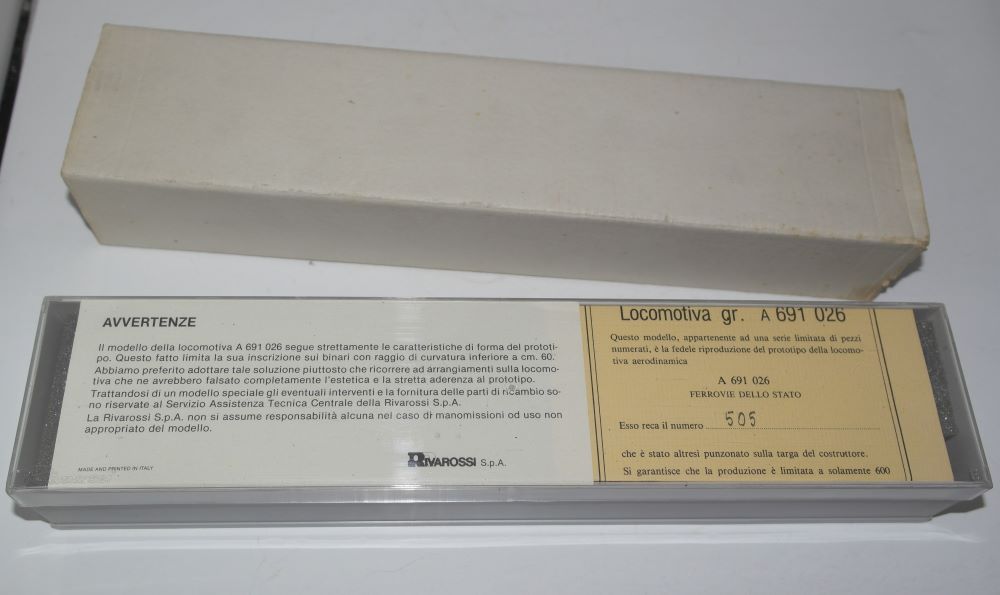 AVVERTENZE
Il modello della locomotiva A 691 026 segue strettamente le caratteristiche di forma del prototi-
po. Questo fatto limita la sua inscrizione sui binari con raggio di curvatura inferiore a cm. 60.
Abbiamo preferito adottare tale soluzione piuttosto che ricorrere ad arrangiamenti sulla locomo-
tiva che ne avrebbero falsato completamente l'estetica e la stretta aderenza al prototipo.
Trattandosi di un modello speciale gli eventuali interventi e la fornitura delle parti di ricambio so-
no riservate al Servizio Assistenza Tecnica Centrale della Rivarossi S.p.A.
La Rivarossi S.p.A. non si assume responsabilità alcuna nel caso di manomissioni od uso non
appropriato del modello.
MADE AND PRINTED IN ITALY
RIVAROSSI S.p.A.
Locomotiva gr. A 691 026
Questo modello, appartenente ad una serie limitata di pezzi
numerati, è la fedele riproduzione del prototipo della locomo-
tiva aerodinamica
A 691 026
FERROVIE DELLO STATO
Esso reca il numero 505
che è stato altresì punzonato sulla targa del costruttore.
Si garantisce che la produzione è limitata a solamente 600